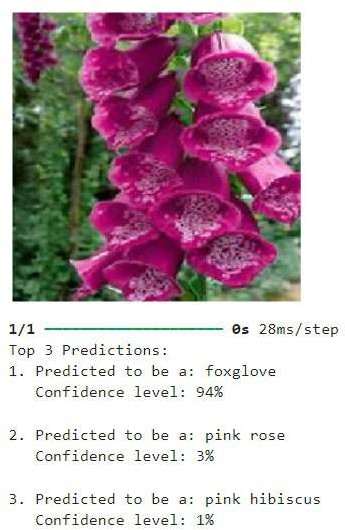 1/1 ━━━━━━━━━━━━━━━━━━━━ 0s 28ms/step
Top 3 Predictions:
1. Predicted to be a: foxglove
Confidence level: 94%
2. Predicted to be a: pink rose
Confidence level: 3%
3. Predicted to be a: pink hibiscus
Confidence level: 1%